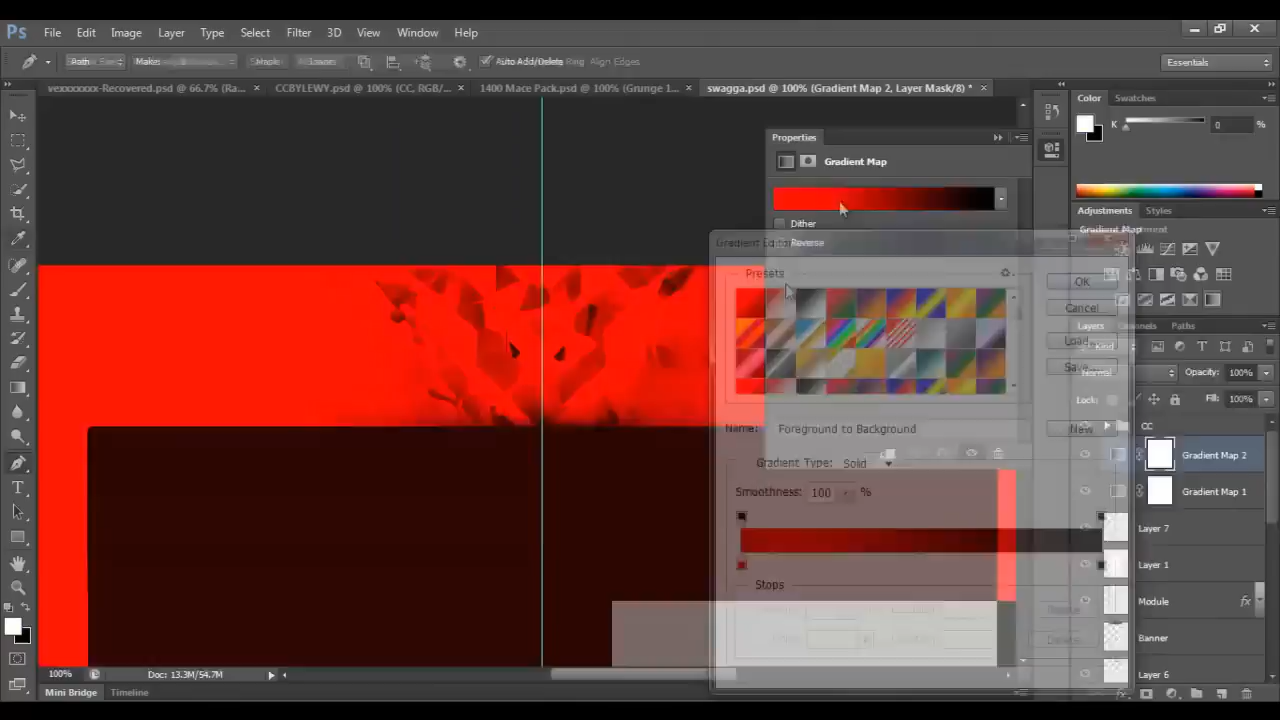 Ps File Edit Image Layer Type Select Filter 3D View Window Help
Path Make: Auto Add/Delete Align Edges Essentials
vexxxxxxx-Recovered.psd @ 66.7% (Ra... × CCBYLEWY.psd @ 100% (CC, RGB/... × 1400 Mace Pack.psd @ 100% (Grunge 1... × swagga.psd @ 100% (Gradient Map 2, Layer Mask/8) * ×
Color Swatches
K 0 %
Properties
Gradient Map
Dither
Reverse
Adjustments Styles
Gradient Map
Gradient Editor
Presets
OK
Cancel
Load...
Save...
Name: Foreground to Background New
Gradient Type: Solid
Smoothness: 100 %
Stops
Layers Channels Paths
Kind
Normal Opacity: 100%
Lock: Fill: 100%
CC
Gradient Map 2
Gradient Map 1
Layer 7
Layer 1
Module fx
Banner
Layer 6
100% Doc: 13.3M/54.7M
Mini Bridge Timeline